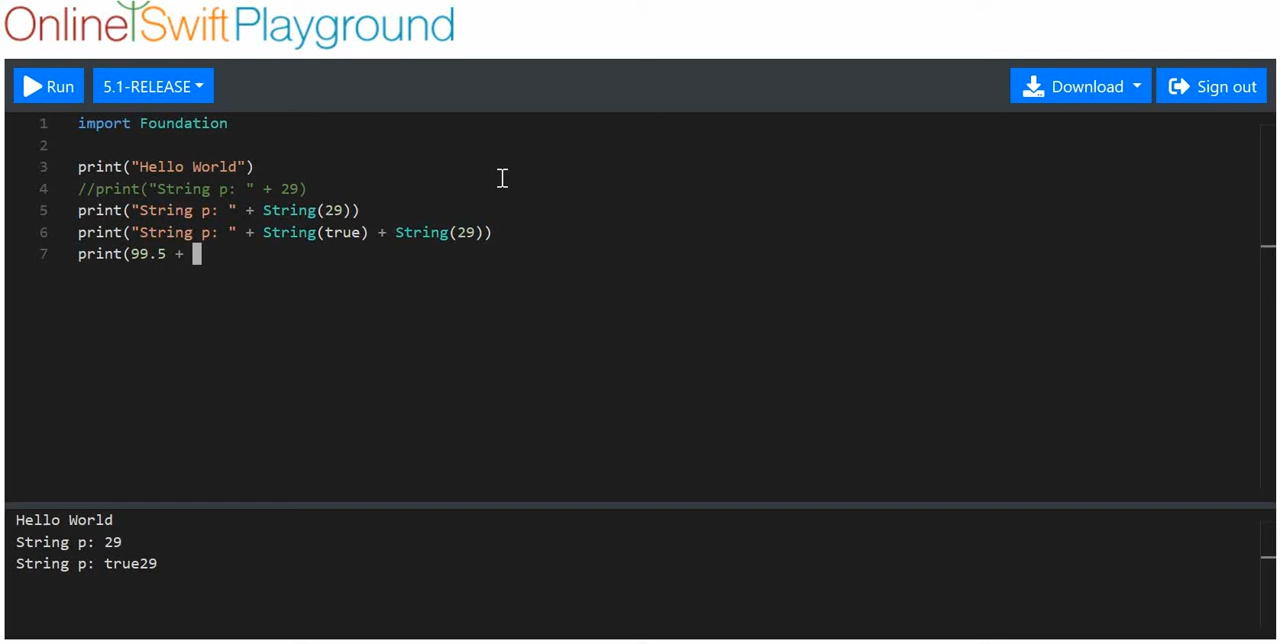 Online Swift Playground
Run 5.1-RELEASE Download Sign out
1 import Foundation
2
3 print("Hello World")
4 //print("String p: " + 29)
5 print("String p: " + String(29))
6 print("String p: " + String(true) + String(29))
7 print(99.5 +
Hello World
String p: 29
String p: true29